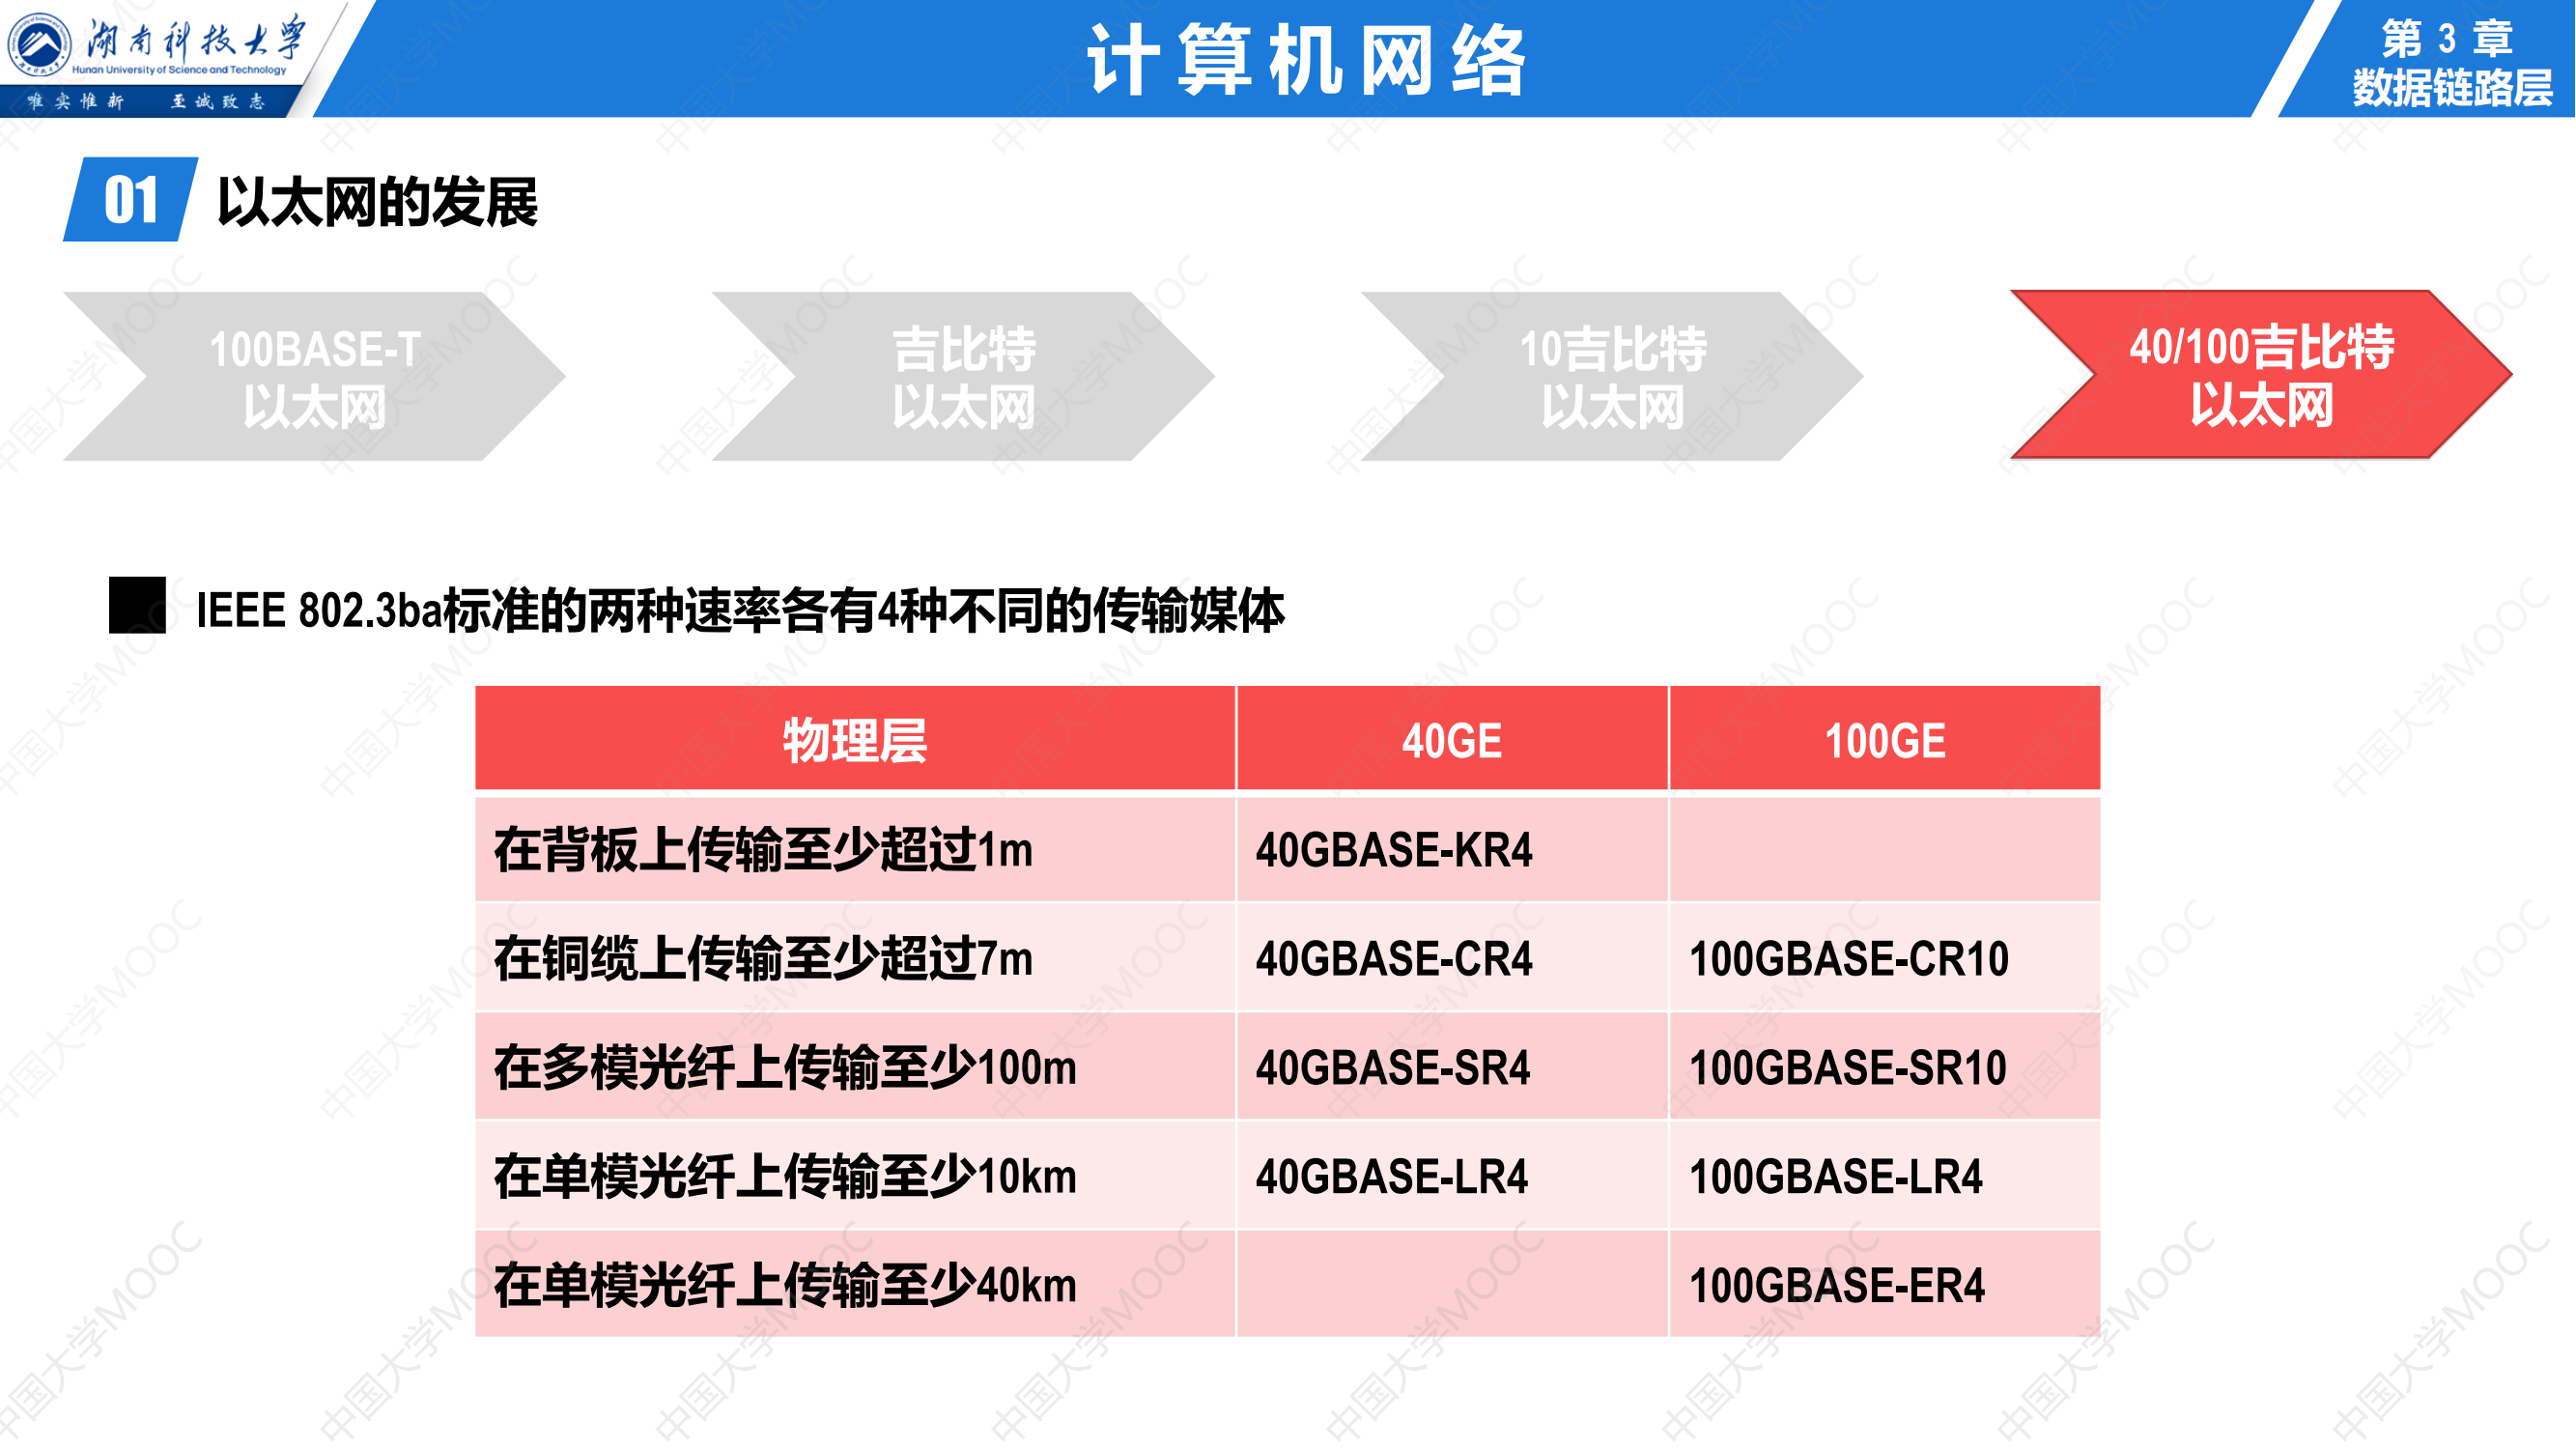 湖南科技大学
Hunan University of Science and Technology
唯实惟新 至诚致志
计算机网络
第 3 章
数据链路层
01 以太网的发展
100BASE-T
以太网
吉比特
以太网
10吉比特
以太网
40/100吉比特
以太网
IEEE 802.3ba标准的两种速率各有4种不同的传输媒体
物理层 40GE 100GE
在背板上传输至少超过1m 40GBASE-KR4
在铜缆上传输至少超过7m 40GBASE-CR4 100GBASE-CR10
在多模光纤上传输至少100m 40GBASE-SR4 100GBASE-SR10
在单模光纤上传输至少10km 40GBASE-LR4 100GBASE-LR4
在单模光纤上传输至少40km 100GBASE-ER4
中国大学MOOC